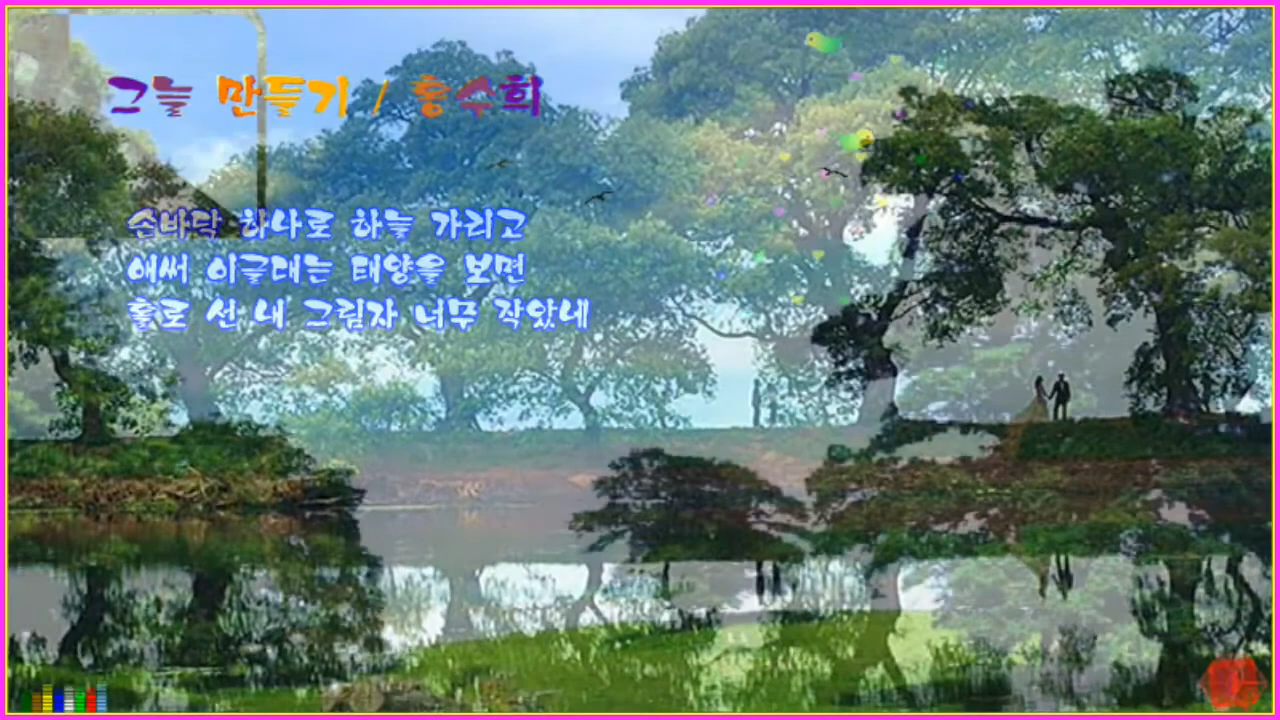 그늘 만들기 / 홍수희
손바닥 하나로 하늘 가리고
애써 이글대는 태양을 보면
홀로 선 내 그림자 너무 작았네